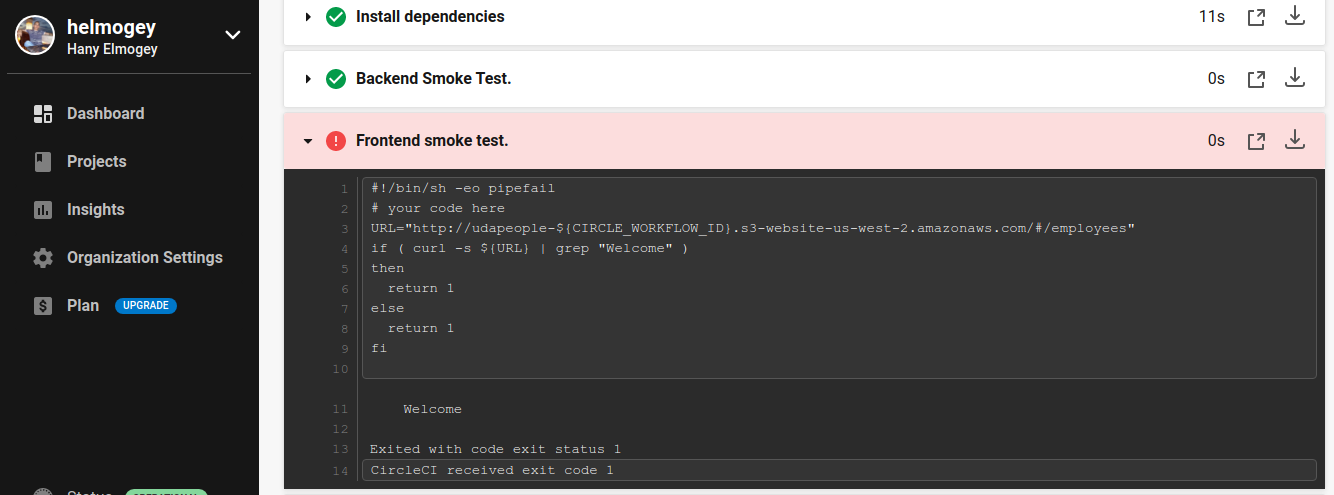 helmogey
Hany Elmogey
Dashboard
Projects
Insights
Organization Settings
Plan UPGRADE
Status OPERATIONAL
Install dependencies 11s
Backend Smoke Test. 0s
Frontend smoke test. 0s
1 #!/bin/sh -eo pipefail
2 # your code here
3 URL="http://udapeople-${CIRCLE_WORKFLOW_ID}.s3-website-us-west-2.amazonaws.com/#/employees"
4 if ( curl -s ${URL} | grep "Welcome" )
5 then
6 return 1
7 else
8 return 1
9 fi
10
11 Welcome
12
13 Exited with code exit status 1
14 CircleCI received exit code 1